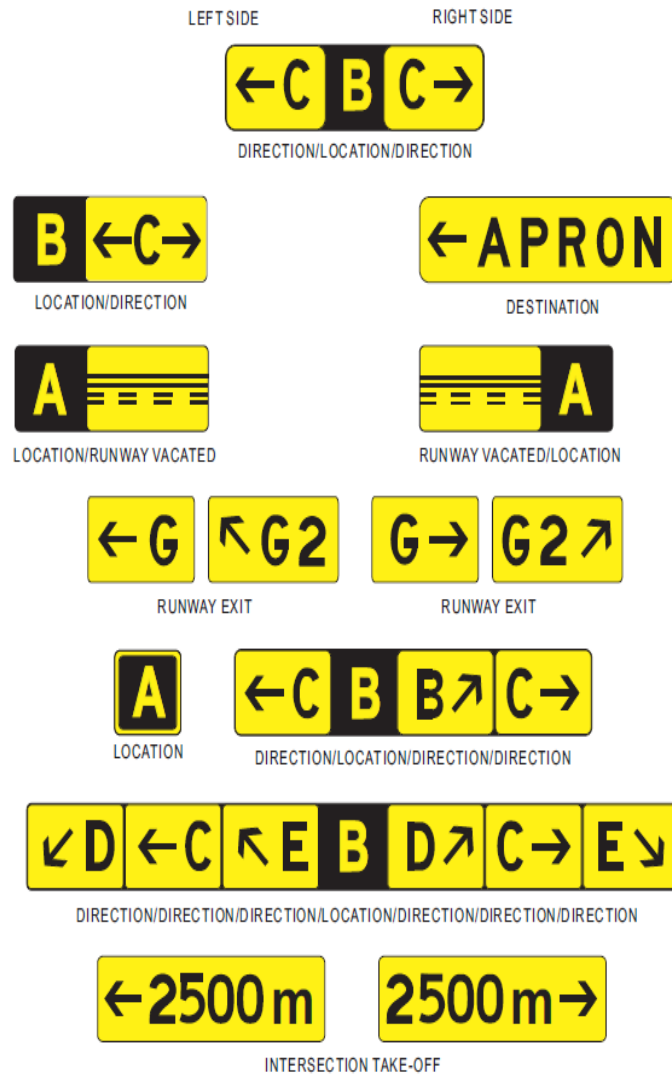 LEFT SIDE RIGHT SIDE
←C B C→
DIRECTION/LOCATION/DIRECTION
B ←C→ ←APRON
LOCATION/DIRECTION DESTINATION
A A
LOCATION/RUNWAY VACATED RUNWAY VACATED/LOCATION
←G ↖G2 G→ G2↗
RUNWAY EXIT RUNWAY EXIT
A ←C B B↗ C→
LOCATION DIRECTION/LOCATION/DIRECTION/DIRECTION
↙D ←C ↖E B D↗ C→ E↘
DIRECTION/DIRECTION/DIRECTION/LOCATION/DIRECTION/DIRECTION/DIRECTION
←2500m 2500m→
INTERSECTION TAKE-OFF